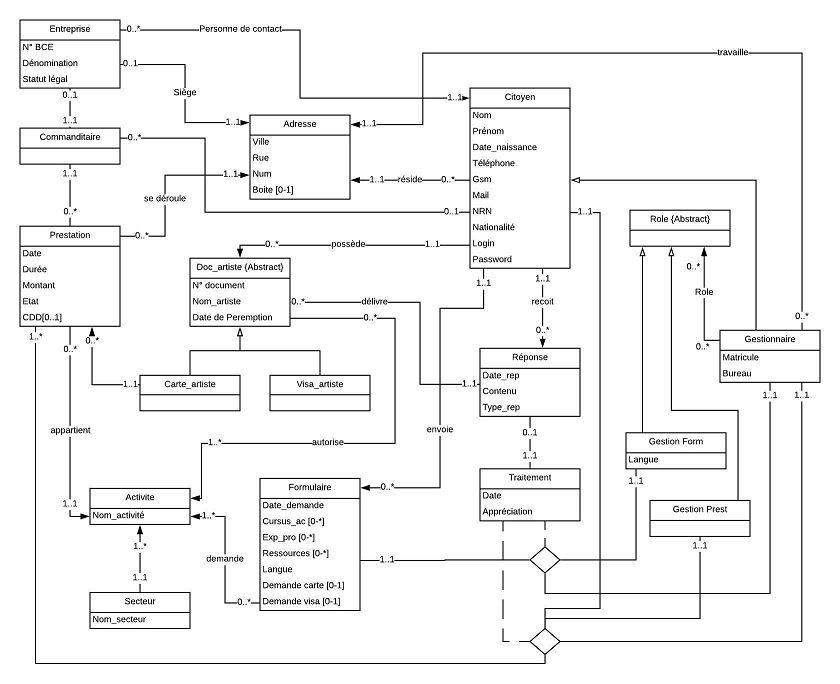 Entreprise
N° BCE
Dénomination
Statut légal
0..*
Personne de contact
1..1
0..1
Siège
1..1
travaille
1..1
0..*
0..1
1..1
Commanditaire
0..*
0..1
1..1
0..*
Adresse
Ville
Rue
Num
Boite [0-1]
1..1
réside
0..*
1..1
se déroule
0..*
Citoyen
Nom
Prénom
Date_naissance
Téléphone
Gsm
Mail
NRN
Nationalité
Login
Password
1..1
Role {Abstract}
0..*
Role
0..*
Prestation
Date
Durée
Montant
Etat
CDD[0..1]
0..*
possède
1..1
Doc_artiste {Abstract}
N° document
Nom_artiste
Date de Peremption
0..*
délivre
1..1
0..*
1..1
1..1
recoit
0..*
Gestionnaire
Matricule
Bureau
1..*
0..*
0..*
1..1
Carte_artiste
Visa_artiste
Réponse
Date_rep
Contenu
Type_rep
1..1
1..1
appartient
1..*
autorise
envoie
0..1
1..1
Gestion Form
Langue
1..1
Traitement
Date
Appréciation
Gestion Prest
1..1
1..1
Activite
Nom_activité
1..*
demande
0..*
Formulaire
Date_demande
Cursus_ac [0-*]
Exp_pro [0-*]
Ressources [0-*]
Langue
Demande carte [0-1]
Demande visa [0-1]
0..*
1..1
1..*
1..1
Secteur
Nom_secteur